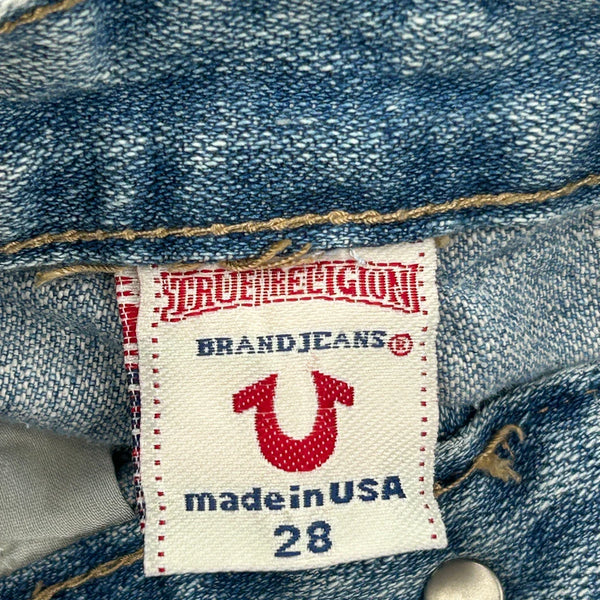 TRUE RELIGION
BRAND JEANS®
made in USA
28